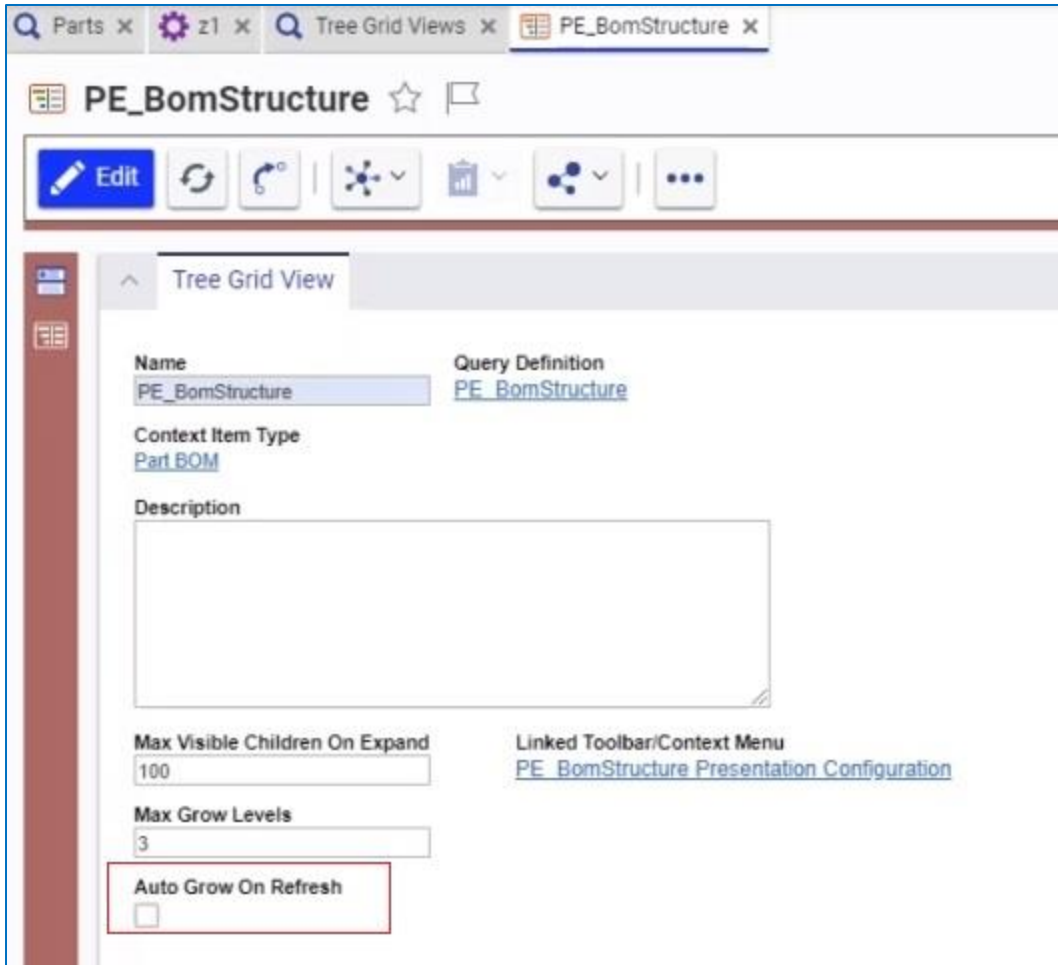 Parts z1 Tree Grid Views PE_BomStructure
PE_BomStructure
Edit
Tree Grid View
Name Query Definition
PE_BomStructure PE_BomStructure
Context Item Type
Part BOM
Description
Max Visible Children On Expand Linked Toolbar/Context Menu
100 PE_BomStructure Presentation Configuration
Max Grow Levels
3
Auto Grow On Refresh